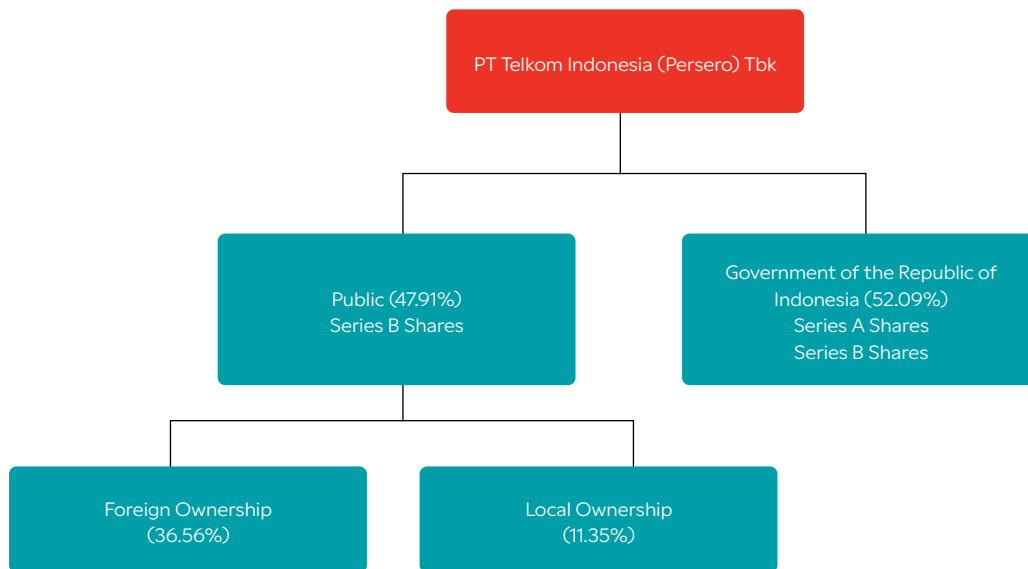 PT Telkom Indonesia (Persero) Tbk
Public (47.91%)
Series B Shares
Government of the Republic of
Indonesia (52.09%)
Series A Shares
Series B Shares
Foreign Ownership
(36.56%)
Local Ownership
(11.35%)